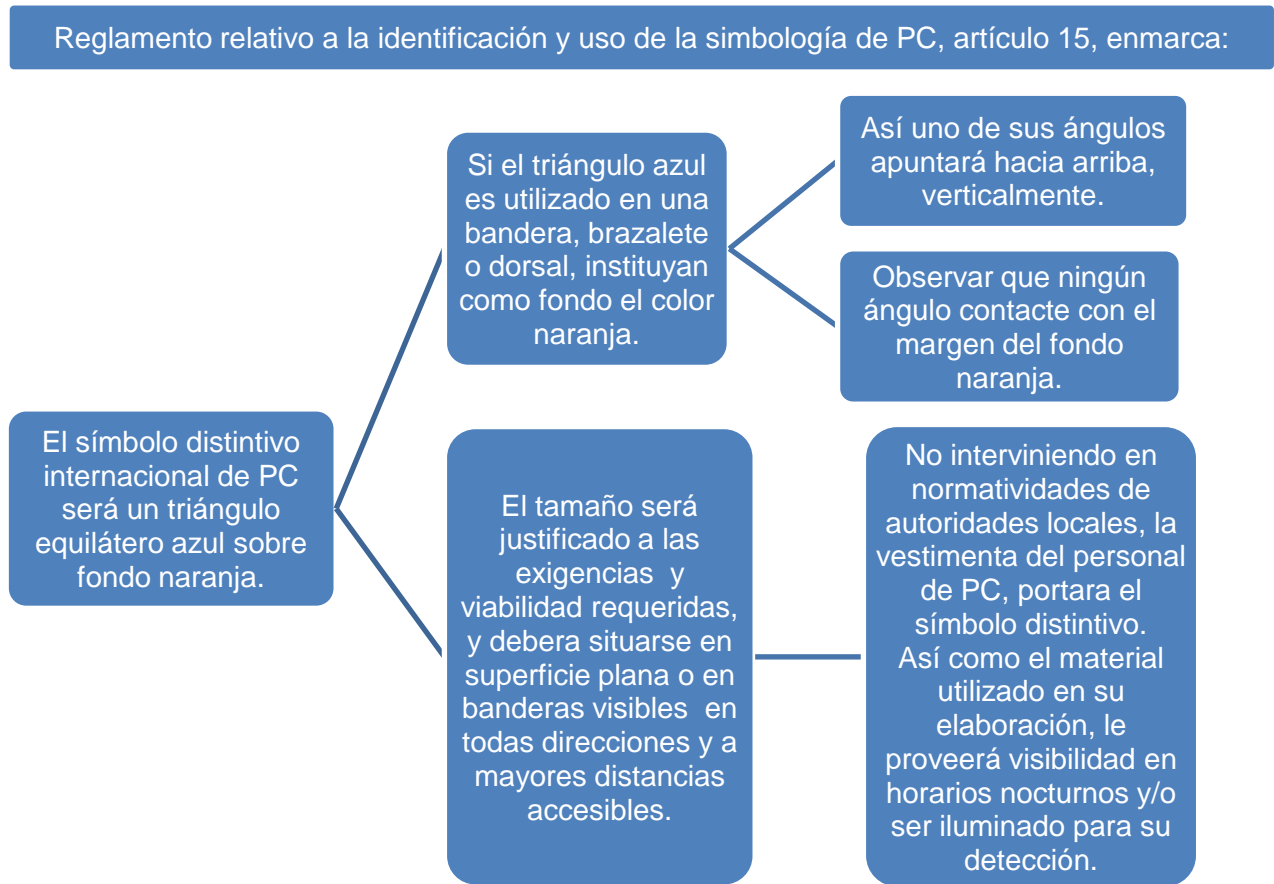 Reglamento relativo a la identificación y uso de la simbología de PC, artículo 15, enmarca:
El símbolo distintivo
internacional de PC
será un triángulo
equilátero azul sobre
fondo naranja.
Si el triángulo azul
es utilizado en una
bandera, brazalete
o dorsal, instituyan
como fondo el color
naranja.
Así uno de sus ángulos
apuntará hacia arriba,
verticalmente.
Observar que ningún
ángulo contacte con el
margen del fondo
naranja.
El tamaño será
justificado a las
exigencias y
viabilidad requeridas,
y debera situarse en
superficie plana o en
banderas visibles en
todas direcciones y a
mayores distancias
accesibles.
No interviniendo en
normatividades de
autoridades locales, la
vestimenta del personal
de PC, portara el
símbolo distintivo.
Así como el material
utilizado en su
elaboración, le
proveerá visibilidad en
horarios nocturnos y/o
ser iluminado para su
detección.